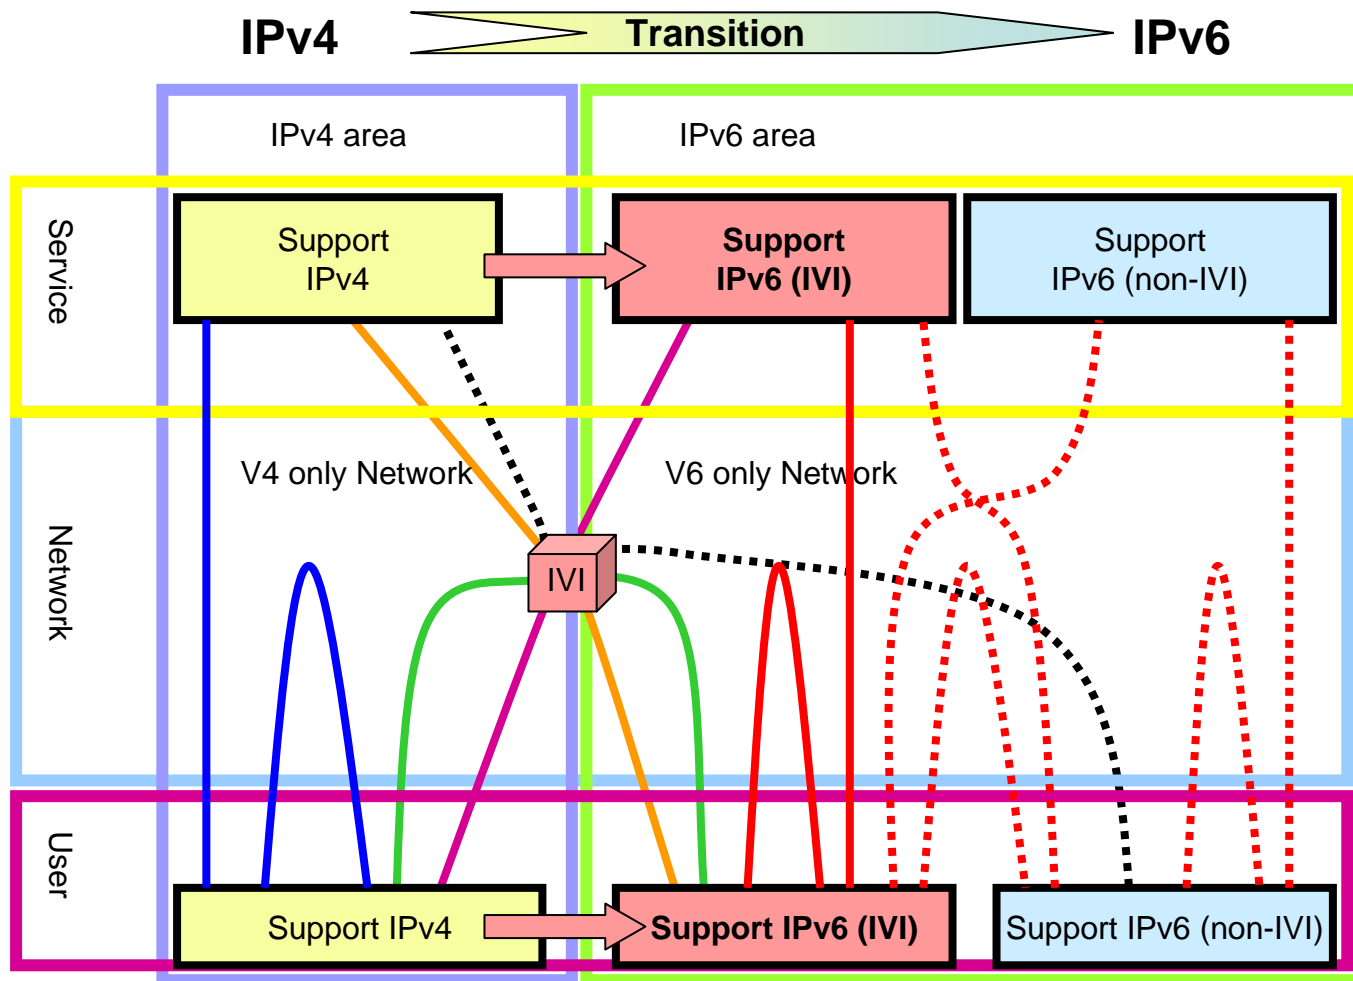 IPv4
Transition
IPv6
IPv4 area
IPv6 area
Service
Support
IPv4
Support
IPv6 (IVI)
Support
IPv6 (non-IVI)
V4 only Network
V6 only Network
Network
IVI
User
Support IPv4
Support IPv6 (IVI)
Support IPv6 (non-IVI)